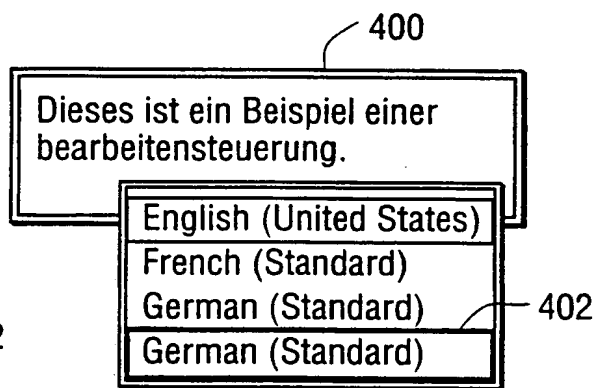 400
Dieses ist ein Beispiel einer
bearbeitensteuerung.
English (United States)
French (Standard)
German (Standard)
402
German (Standard)